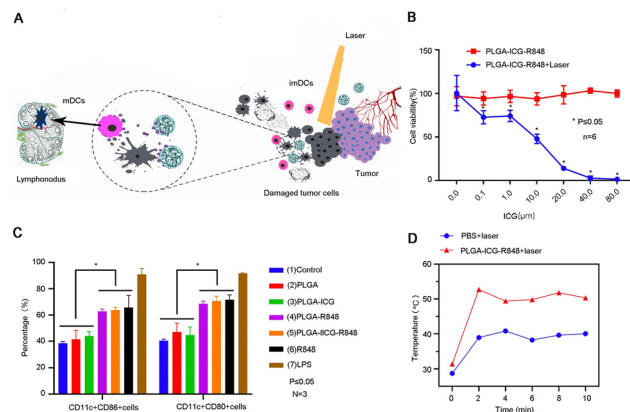 A
Laser
imDCs
mDCs
Lymphonodus
Tumor
Damaged tumor cells
B
PLGA-ICG-R848
PLGA-ICG-R848+Laser
Cell viability(%)
150
100
50
0
* P≤0.05
n=6
*
*
*
*
*
0.0 0.1 1.0 10.0 20.0 40.0 80.0
ICG(μm)
C
Percentage (%)
100
80
60
40
20
0
*
*
CD11c+CD86+cells
CD11c+CD80+cells
(1)Control
(2)PLGA
(3)PLGA-ICG
(4)PLGA-R848
(5)PLGA-IICG-R848
(6)R848
(7)LPS
P≤0.05
N=3
D
PBS+laser
PLGA-ICG-R848+laser
Temperature(℃)
60
50
40
30
0 2 4 6 8 10
Time (min)